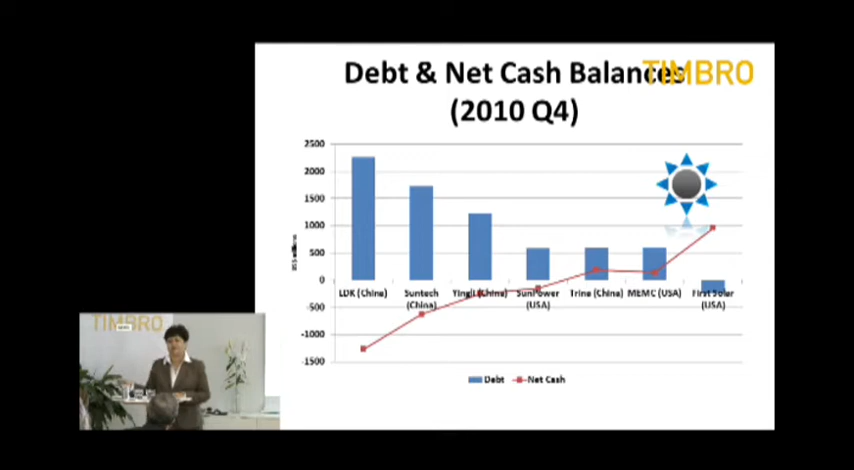 Debt & Net Cash Balances
TIMBRO
(2010 Q4)
2500
2000
1500
1000
500
0
-500
-1000
-1500
LDK (China)
Suntech
(China)
Yingli (China)
SunPower
(USA)
Trina (China)
MEMC (USA)
First Solar
(USA)
Debt
Net Cash
TIMBRO